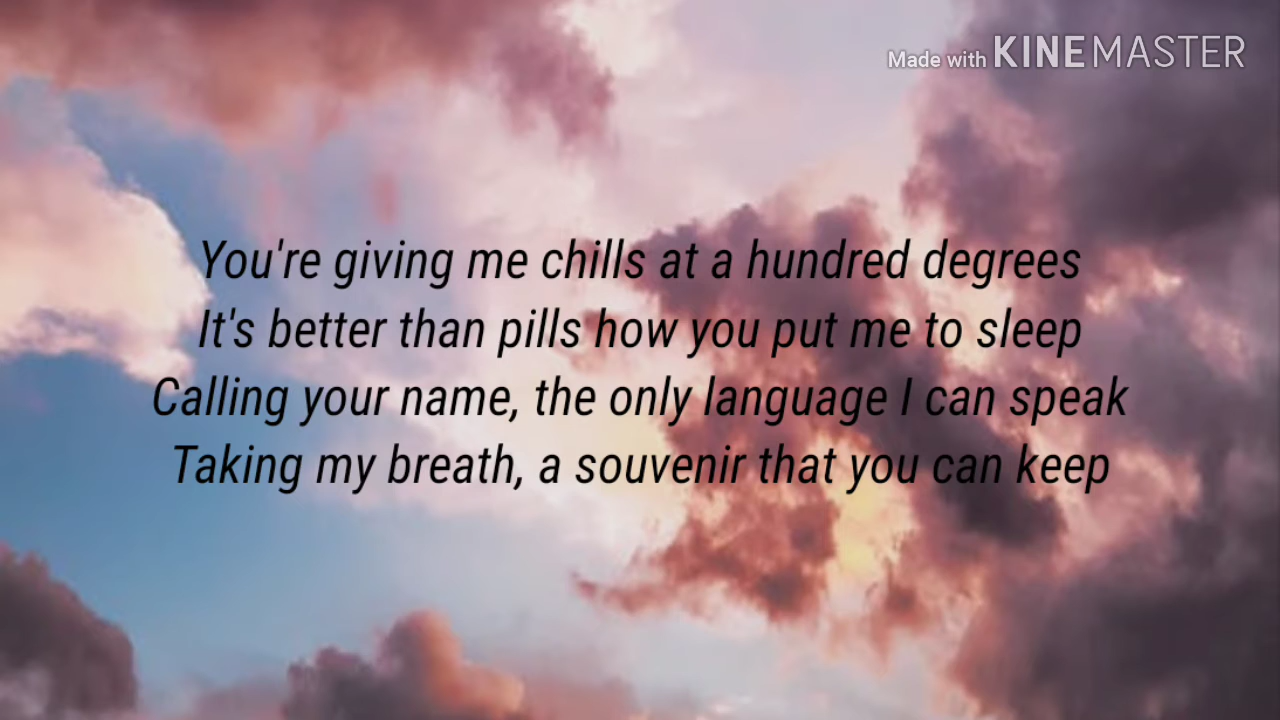 Made with KINEMASTER
You're giving me chills at a hundred degrees
It's better than pills how you put me to sleep
Calling your name, the only language I can speak
Taking my breath, a souvenir that you can keep